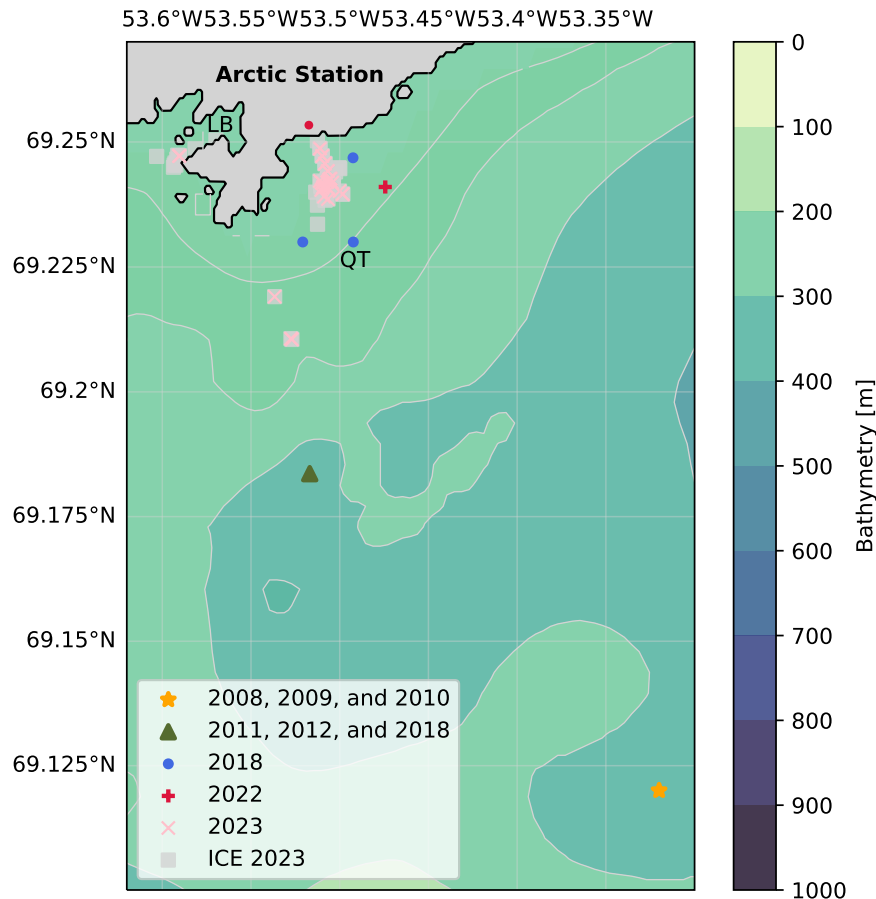 53.6°W53.55°W53.5°W53.45°W53.4°W53.35°W
Arctic Station
LB
QT
69.25°N
69.225°N
69.2°N
69.175°N
69.15°N
69.125°N
2008, 2009, and 2010
2011, 2012, and 2018
2018
2022
2023
ICE 2023
0
100
200
300
400
500
600
700
800
900
1000
Bathymetry [m]